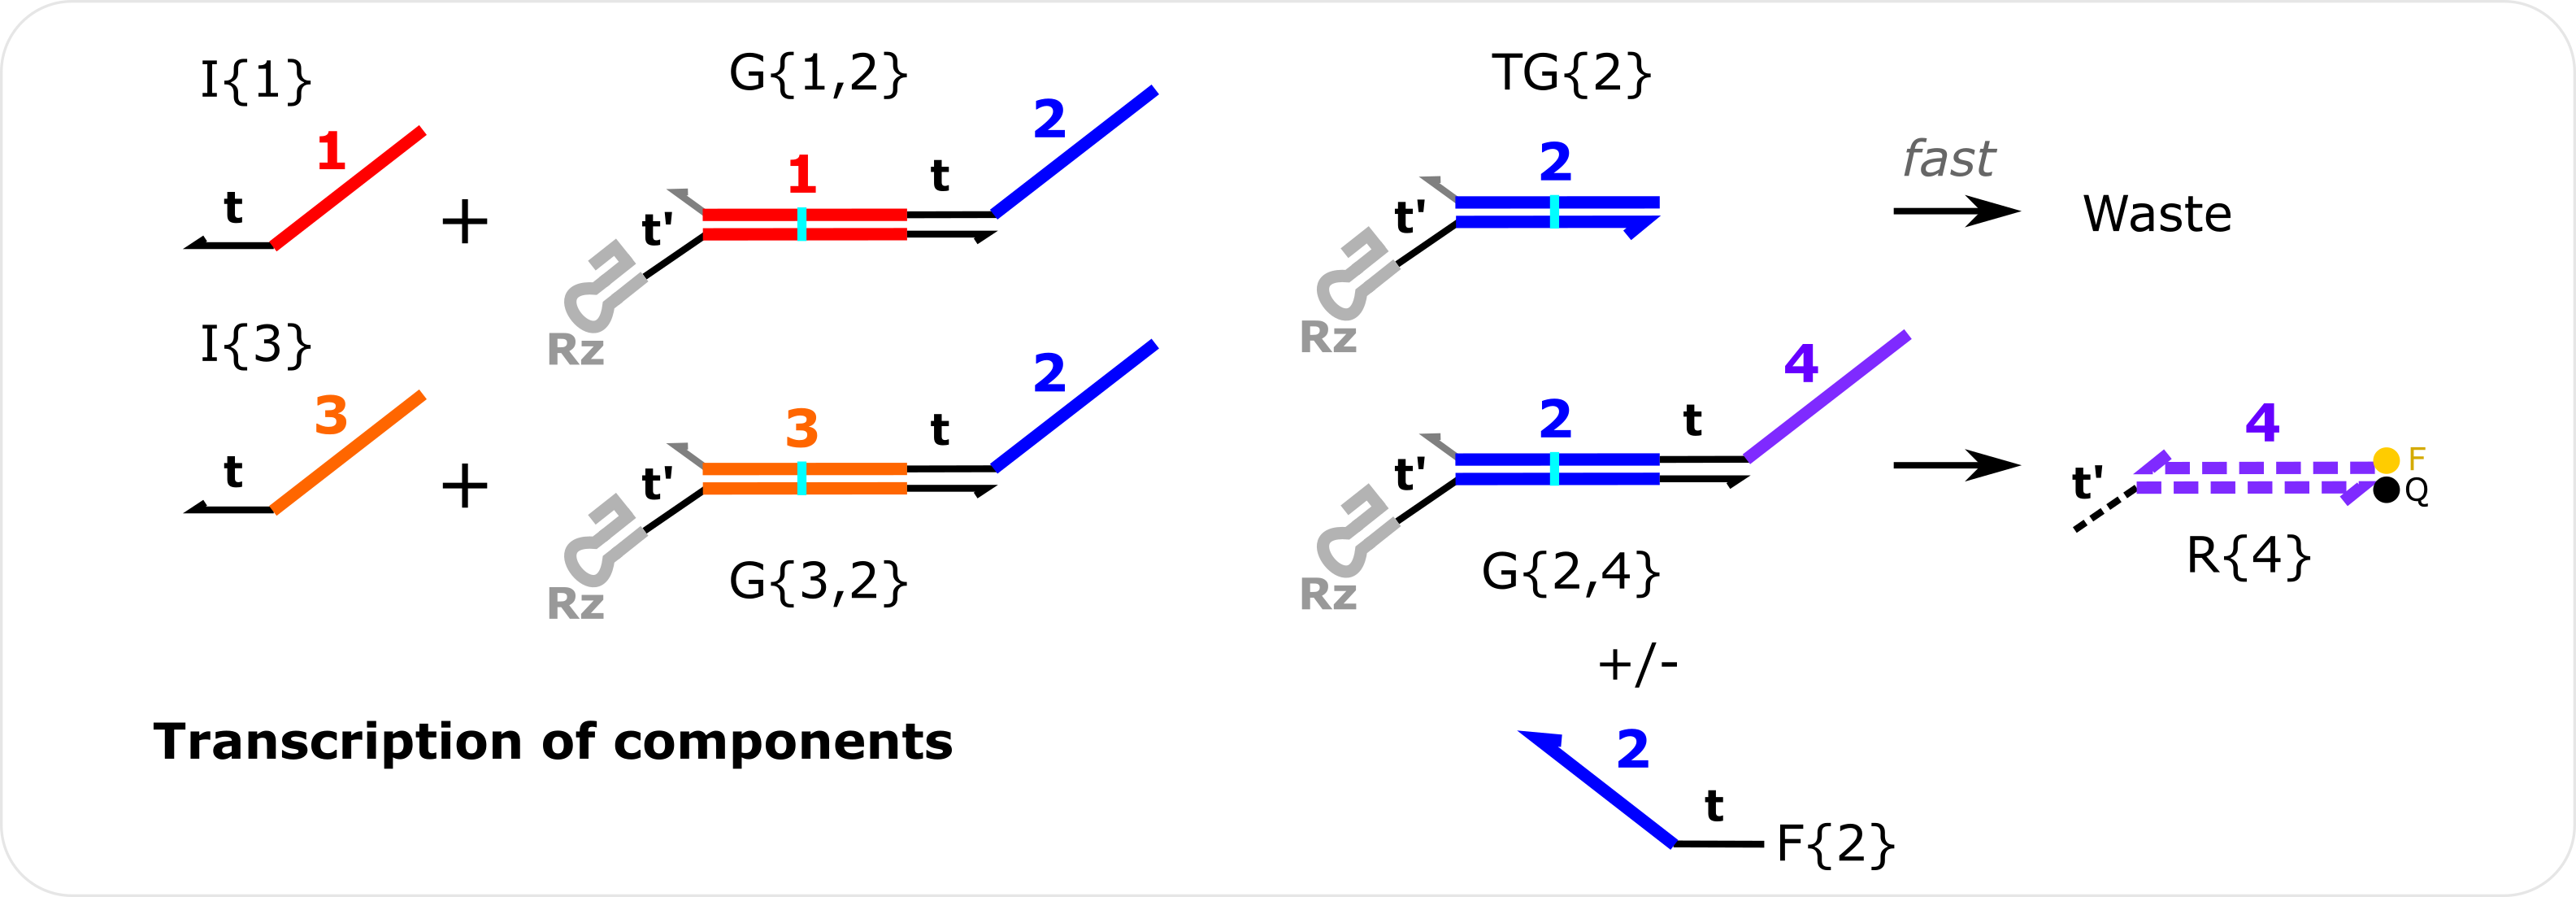 I{1}
1
t
+
G{1,2}
1
t
2
t'
Rz
TG{2}
2
t'
Rz
fast
Waste
I{3}
3
t
+
3
t
2
t'
Rz
G{3,2}
2
t
4
t'
Rz
G{2,4}
4
F
Q
t'
R{4}
+/-
2
t
F{2}
Transcription of components